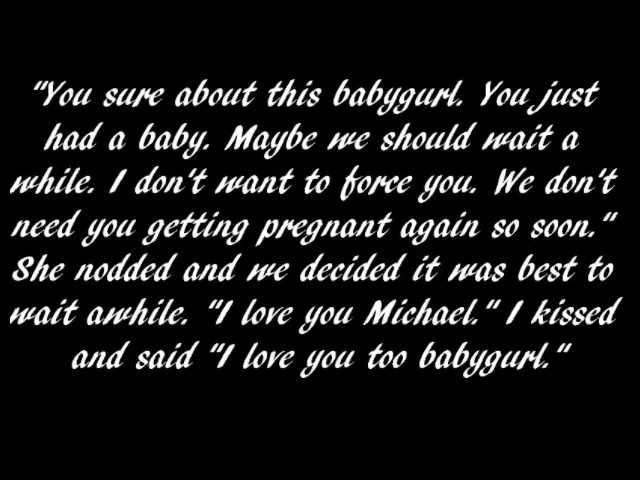 "You sure about this babygurl. You just
had a baby. Maybe we should wait a
while. I don't want to force you. We don't
need you getting pregnant again so soon."
She nodded and we decided it was best to
wait awhile. "I love you Michael." I kissed
and said "I love you too babygurl."